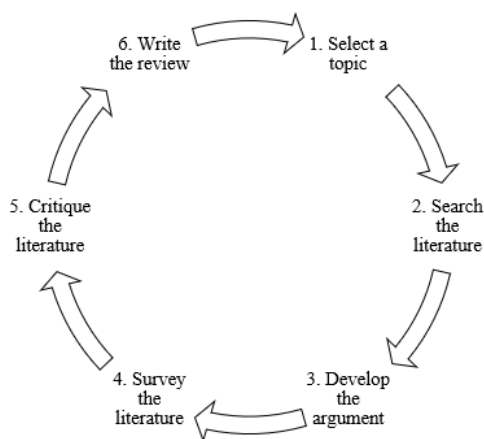 1. Select a
topic
2. Search
the
literature
3. Develop
the
argument
4. Survey
the
literature
5. Critique
the
literature
6. Write
the review